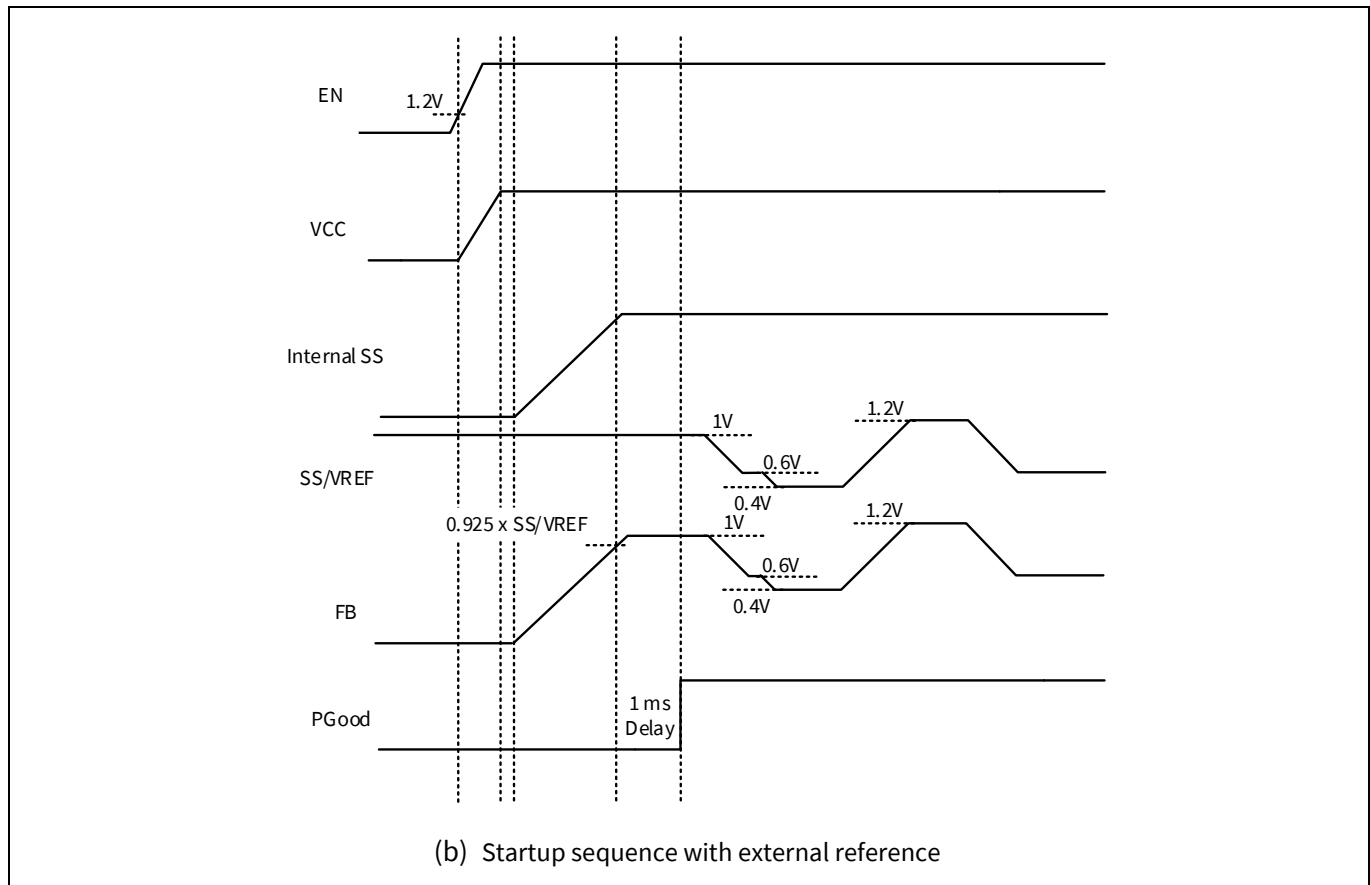 EN
1.2V
VCC
Internal SS
1V
1.2V
SS/VREF
0.6V
0.4V
0.925 x SS/VREF
1V
1.2V
0.6V
0.4V
FB
PGood
1 ms
Delay
(b) Startup sequence with external reference